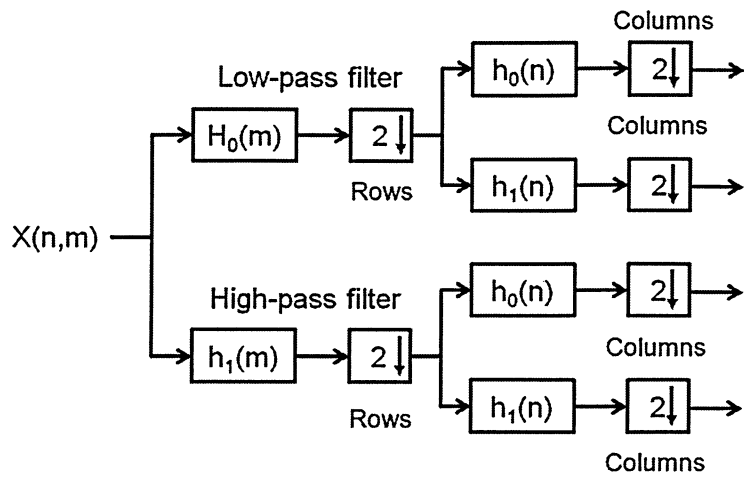 Columns
Low-pass filter
h₀(n)
2↓
H₀(m)
2↓
Columns
Rows
h₁(n)
2↓
X(n,m)
High-pass filter
h₀(n)
2↓
h₁(m)
2↓
Columns
Rows
h₁(n)
2↓
Columns